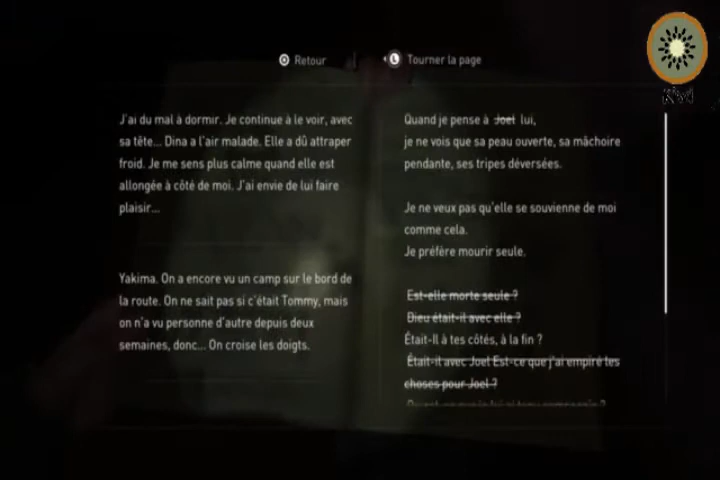 Retour
Tourner la page
Kiwi
J'ai du mal à dormir. Je continue à le voir, avec
sa tête... Dina a l'air malade. Elle a dû attraper
froid. Je me sens plus calme quand elle est
allongée à côté de moi. J'ai envie de lui faire
plaisir...
Yakima. On a encore vu un camp sur le bord de
la route. On ne sait pas si c'était Tommy, mais
on n'a vu personne d'autre depuis deux
semaines, donc... On croise les doigts.
Quand je pense à Joel lui,
je ne vois que sa peau ouverte, sa mâchoire
pendante, ses tripes déversées.
Je ne veux pas qu'elle se souvienne de moi
comme cela.
Je préfère mourir seule.
Est-elle morte seule ?
Dieu était-il avec elle ?
Était-Il à tes côtés, à la fin ?
Était-il avec Joel Est-ce que j'ai empiré les
choses pour Joel ?